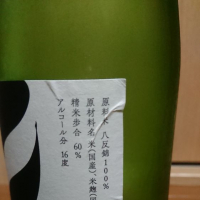 原料米 八反錦100%
原材料名 米(国産)、米麹(国
精米歩合 60%
アルコール分 16度